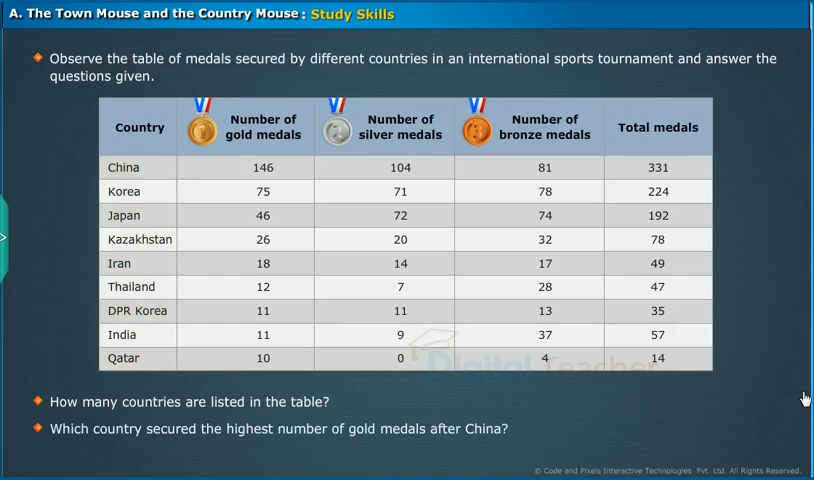 A. The Town Mouse and the Country Mouse : Study Skills
Observe the table of medals secured by different countries in an international sports tournament and answer the
questions given.
Country Number of gold medals Number of silver medals Number of bronze medals Total medals
China 146 104 81 331
Korea 75 71 78 224
Japan 46 72 74 192
Kazakhstan 26 20 32 78
Iran 18 14 17 49
Thailand 12 7 28 47
DPR Korea 11 11 13 35
India 11 9 37 57
Qatar 10 0 4 14
Digital Teacher
How many countries are listed in the table?
Which country secured the highest number of gold medals after China?
© Code and Pixels Interactive Technologies Pvt. Ltd. All Rights Reserved.